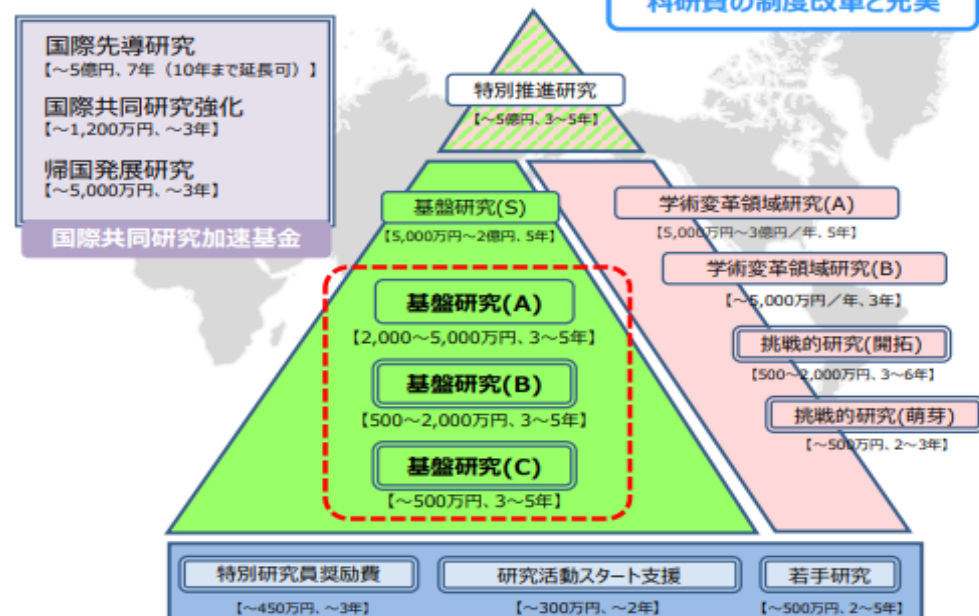 科研費の制度改革と充実
国際先導研究
【～5億円、7年（10年まで延長可）】
国際共同研究強化
【～1,200万円、～3年】
帰国発展研究
【～5,000万円、～3年】
国際共同研究加速基金
特別推進研究
【～5億円、3～5年】
基盤研究(S)
【5,000万円～2億円、5年】
基盤研究(A)
【2,000～5,000万円、3～5年】
基盤研究(B)
【500～2,000万円、3～5年】
基盤研究(C)
【～500万円、3～5年】
学術変革領域研究(A)
【5,000万円～3億円／年、5年】
学術変革領域研究(B)
【～5,000万円／年、3年】
挑戦的研究(開拓)
【500～2,000万円、3～6年】
挑戦的研究(萌芽)
【～500万円、2～3年】
特別研究員奨励費
【～450万円、～3年】
研究活動スタート支援
【～300万円、～2年】
若手研究
【～500万円、2～5年】